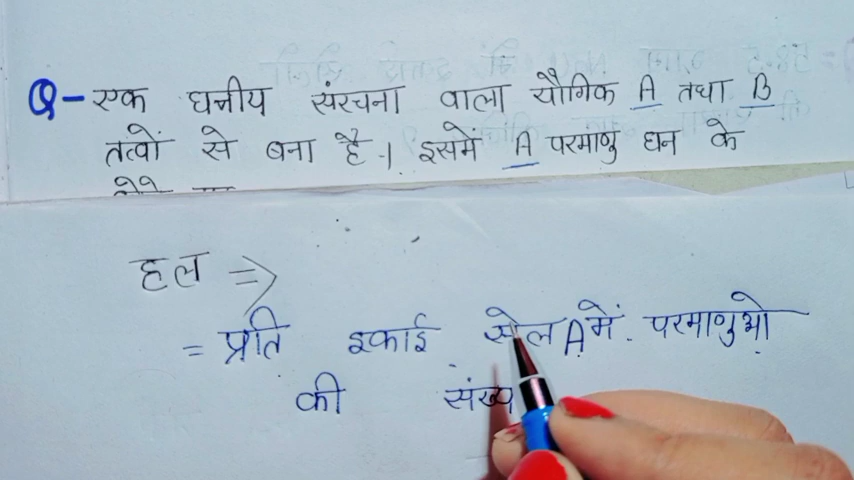 Q- एक घनीय संरचना वाला यौगिक A तथा B
तत्वों से बना है। इसमें A परमाणु घन के
हल ⇒
= प्रति इकाई सेल A में परमाणुओ
की संख्य